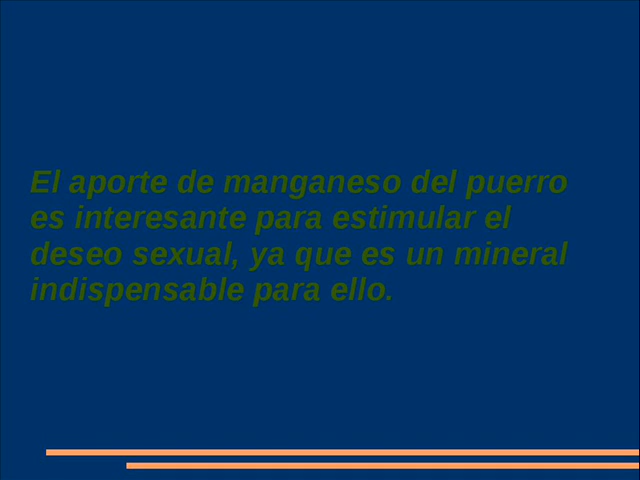 El aporte de manganeso del puerro
es interesante para estimular el
deseo sexual, ya que es un mineral
indispensable para ello.